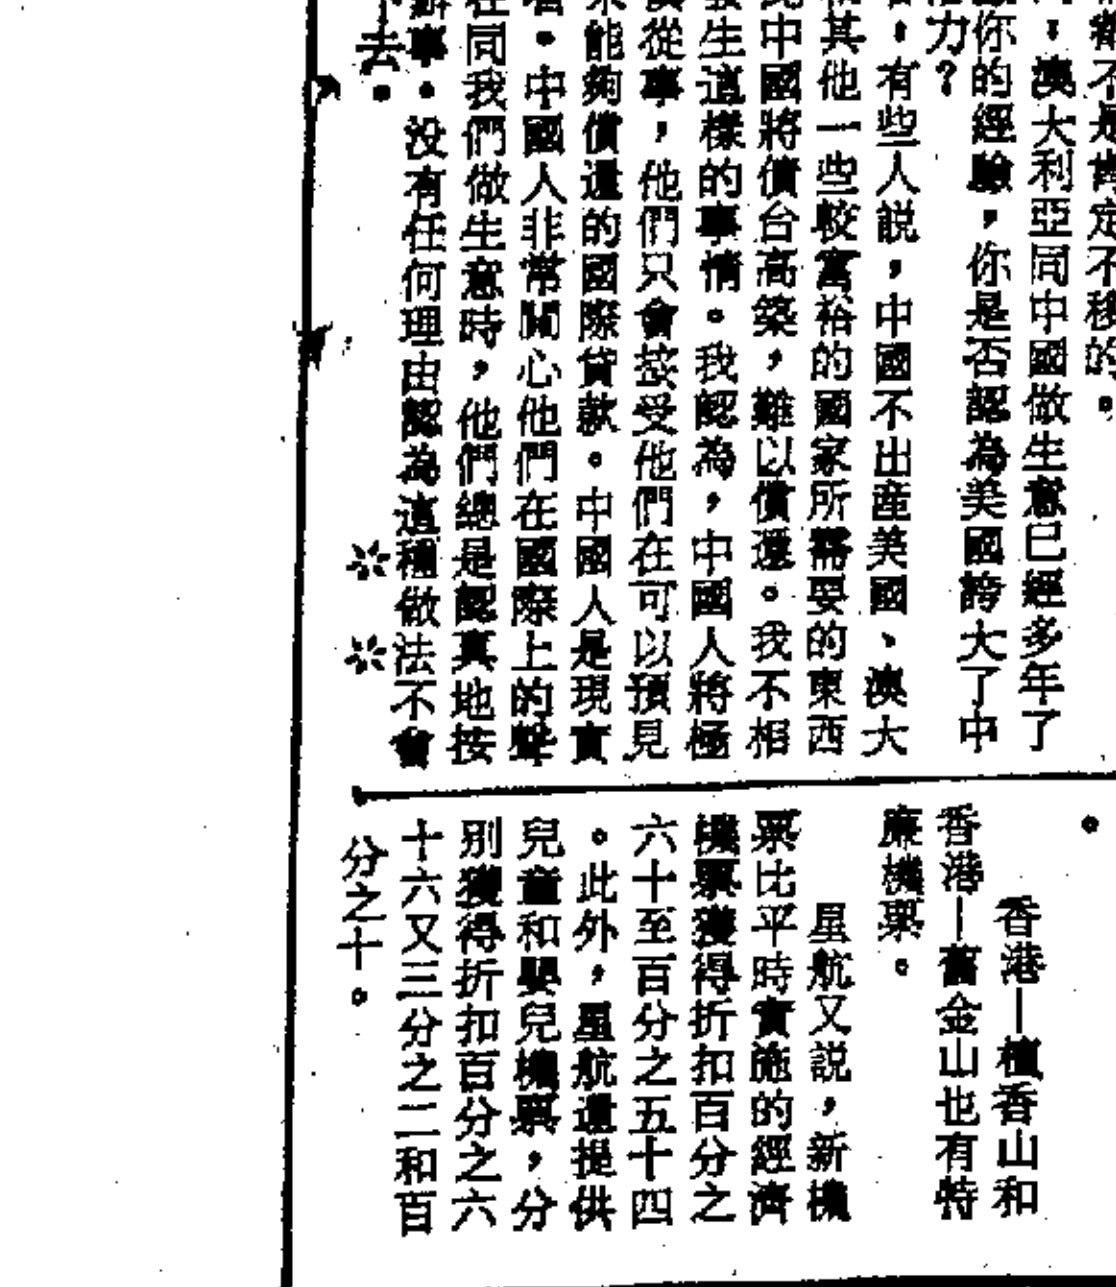 都不是肯定不移的。
，澳大利亞同中國做生意已經多年了
你的經驗，你是否認為美國誇大了中
力？
，有些人説，中國不出産美國、澳大
其他一些較富裕的國家所需要的東西
中國將債台高築，難以償還。我不相
生這樣的事情。我認為，中國人將極
從事，他們只會接受他們在可以預見
能夠償還的國際貸款。中國人是現實
。中國人非常關心他們在國際上的聲
在同我們做生意時，他們總是認真地按
辦事。没有任何理由認為這種做法不會
去。
※ ※
。
香港—檀香山和
香港—舊金山也有特
廉機票。
星航又説，新機
票比平時實施的經濟
機票獲得折扣百分之
六十至百分之五十四
。此外，星航還提供
兒童和嬰兒機票，分
別獲得折扣百分之六
十六又三分之二和百
分之十。